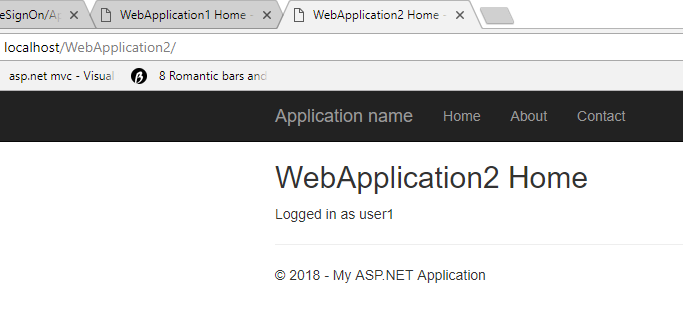 eSignOn/Ap
WebApplication1 Home -
WebApplication2 Home -
localhost/WebApplication2/
asp.net mvc - Visual
8 Romantic bars and
Application name Home About Contact
WebApplication2 Home
Logged in as user1
© 2018 - My ASP.NET Application